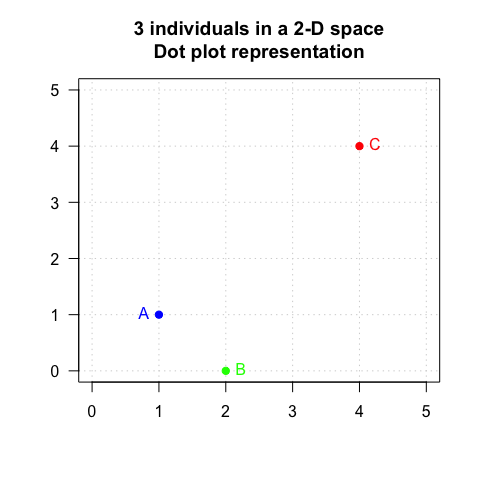 3 individuals in a 2-D space
Dot plot representation
5
4
C
3
2
A
1
B
0
0 1 2 3 4 5